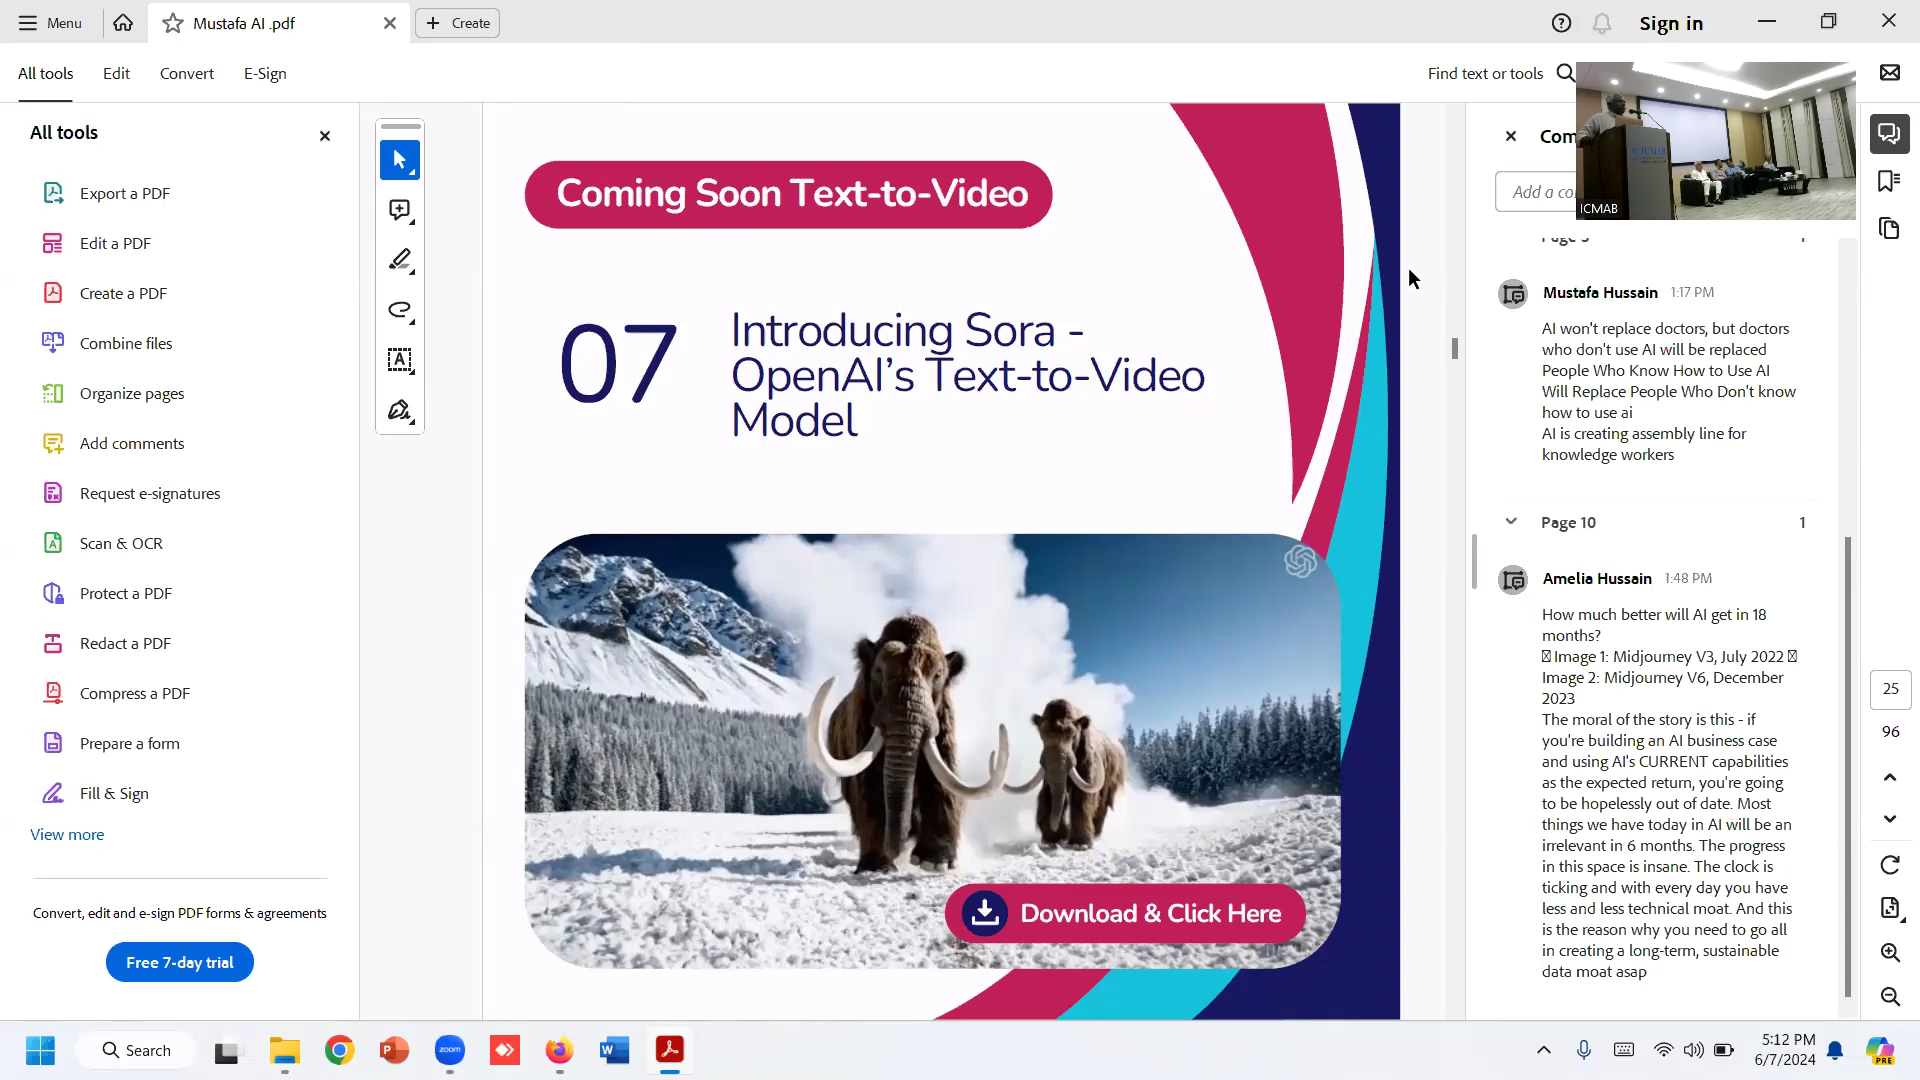 Menu
Mustafa AI .pdf
Create
Sign in
All tools
Edit
Convert
E-Sign
Find text or tools
All tools
Export a PDF
Edit a PDF
Create a PDF
Combine files
Organize pages
Add comments
Request e-signatures
Scan & OCR
Protect a PDF
Redact a PDF
Compress a PDF
Prepare a form
Fill & Sign
View more
Convert, edit and e-sign PDF forms & agreements
Free 7-day trial
Coming Soon Text-to-Video
07
Introducing Sora -
OpenAI's Text-to-Video
Model
Download & Click Here
Com
Add a co
ICMAB
Mustafa Hussain 1:17 PM
AI won't replace doctors, but doctors
who don't use AI will be replaced
People Who Know How to Use AI
Will Replace People Who Don't know
how to use ai
AI is creating assembly line for
knowledge workers
Page 10 1
Amelia Hussain 1:48 PM
How much better will AI get in 18
months?
Image 1: Midjourney V3, July 2022
Image 2: Midjourney V6, December
2023
The moral of the story is this - if
you're building an AI business case
and using AI's CURRENT capabilities
as the expected return, you're going
to be hopelessly out of date. Most
things we have today in AI will be an
irrelevant in 6 months. The progress
in this space is insane. The clock is
ticking and with every day you have
less and less technical moat. And this
is the reason why you need to go all
in creating a long-term, sustainable
data moat asap
25
96
Search
zoom
5:12 PM
6/7/2024
PRE